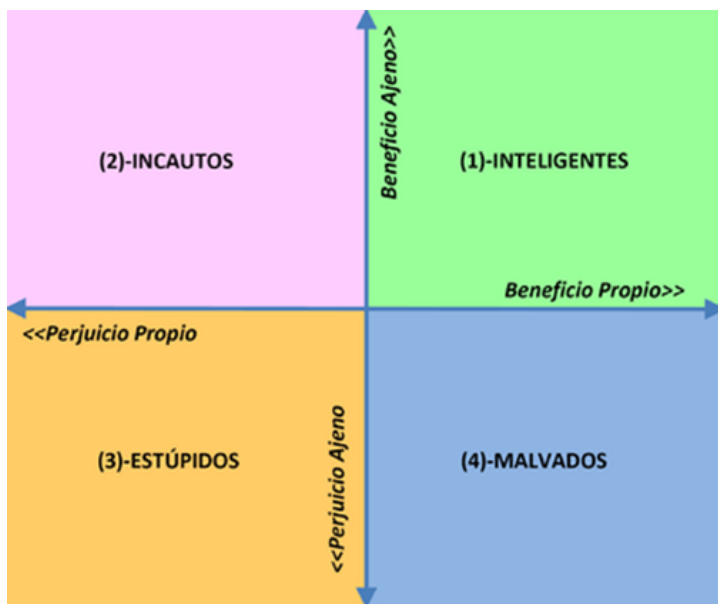 Beneficio Ajeno>>
(2)-INCAUTOS
(1)-INTELIGENTES
Beneficio Propio>>
<<Perjuicio Propio
(3)-ESTÚPIDOS
(4)-MALVADOS
<<Perjuicio Ajeno